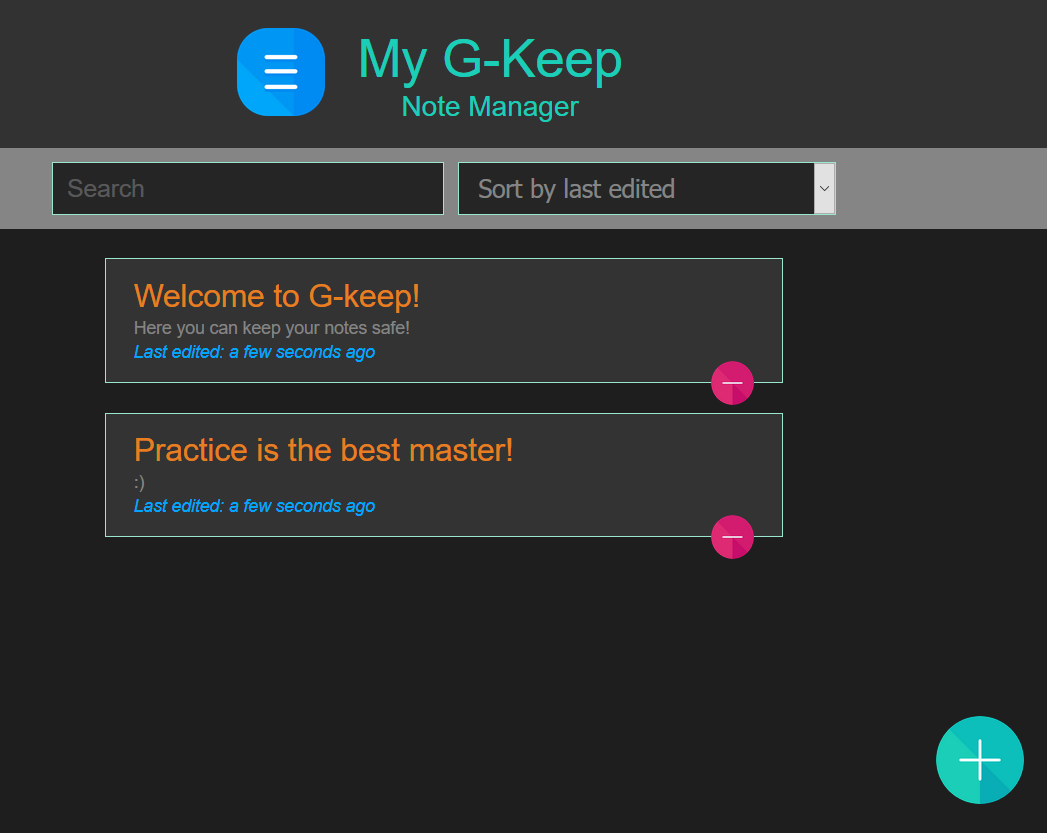 My G-Keep
Note Manager
Search
Sort by last edited
Welcome to G-keep!
Here you can keep your notes safe!
Last edited: a few seconds ago
Practice is the best master!
:)
Last edited: a few seconds ago